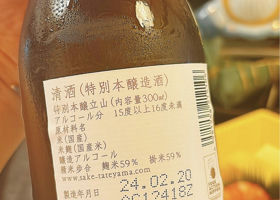 清酒(特別本醸造酒)
特別本醸立山(内容量300ml)
アルコール分 15度以上16度未満
原材料名
米(国産)
米麹(国産米)
醸造アルコール
精米歩合 麹米59% 掛米59%
www.sake-tateyama.com
製造年月日 24.02.20